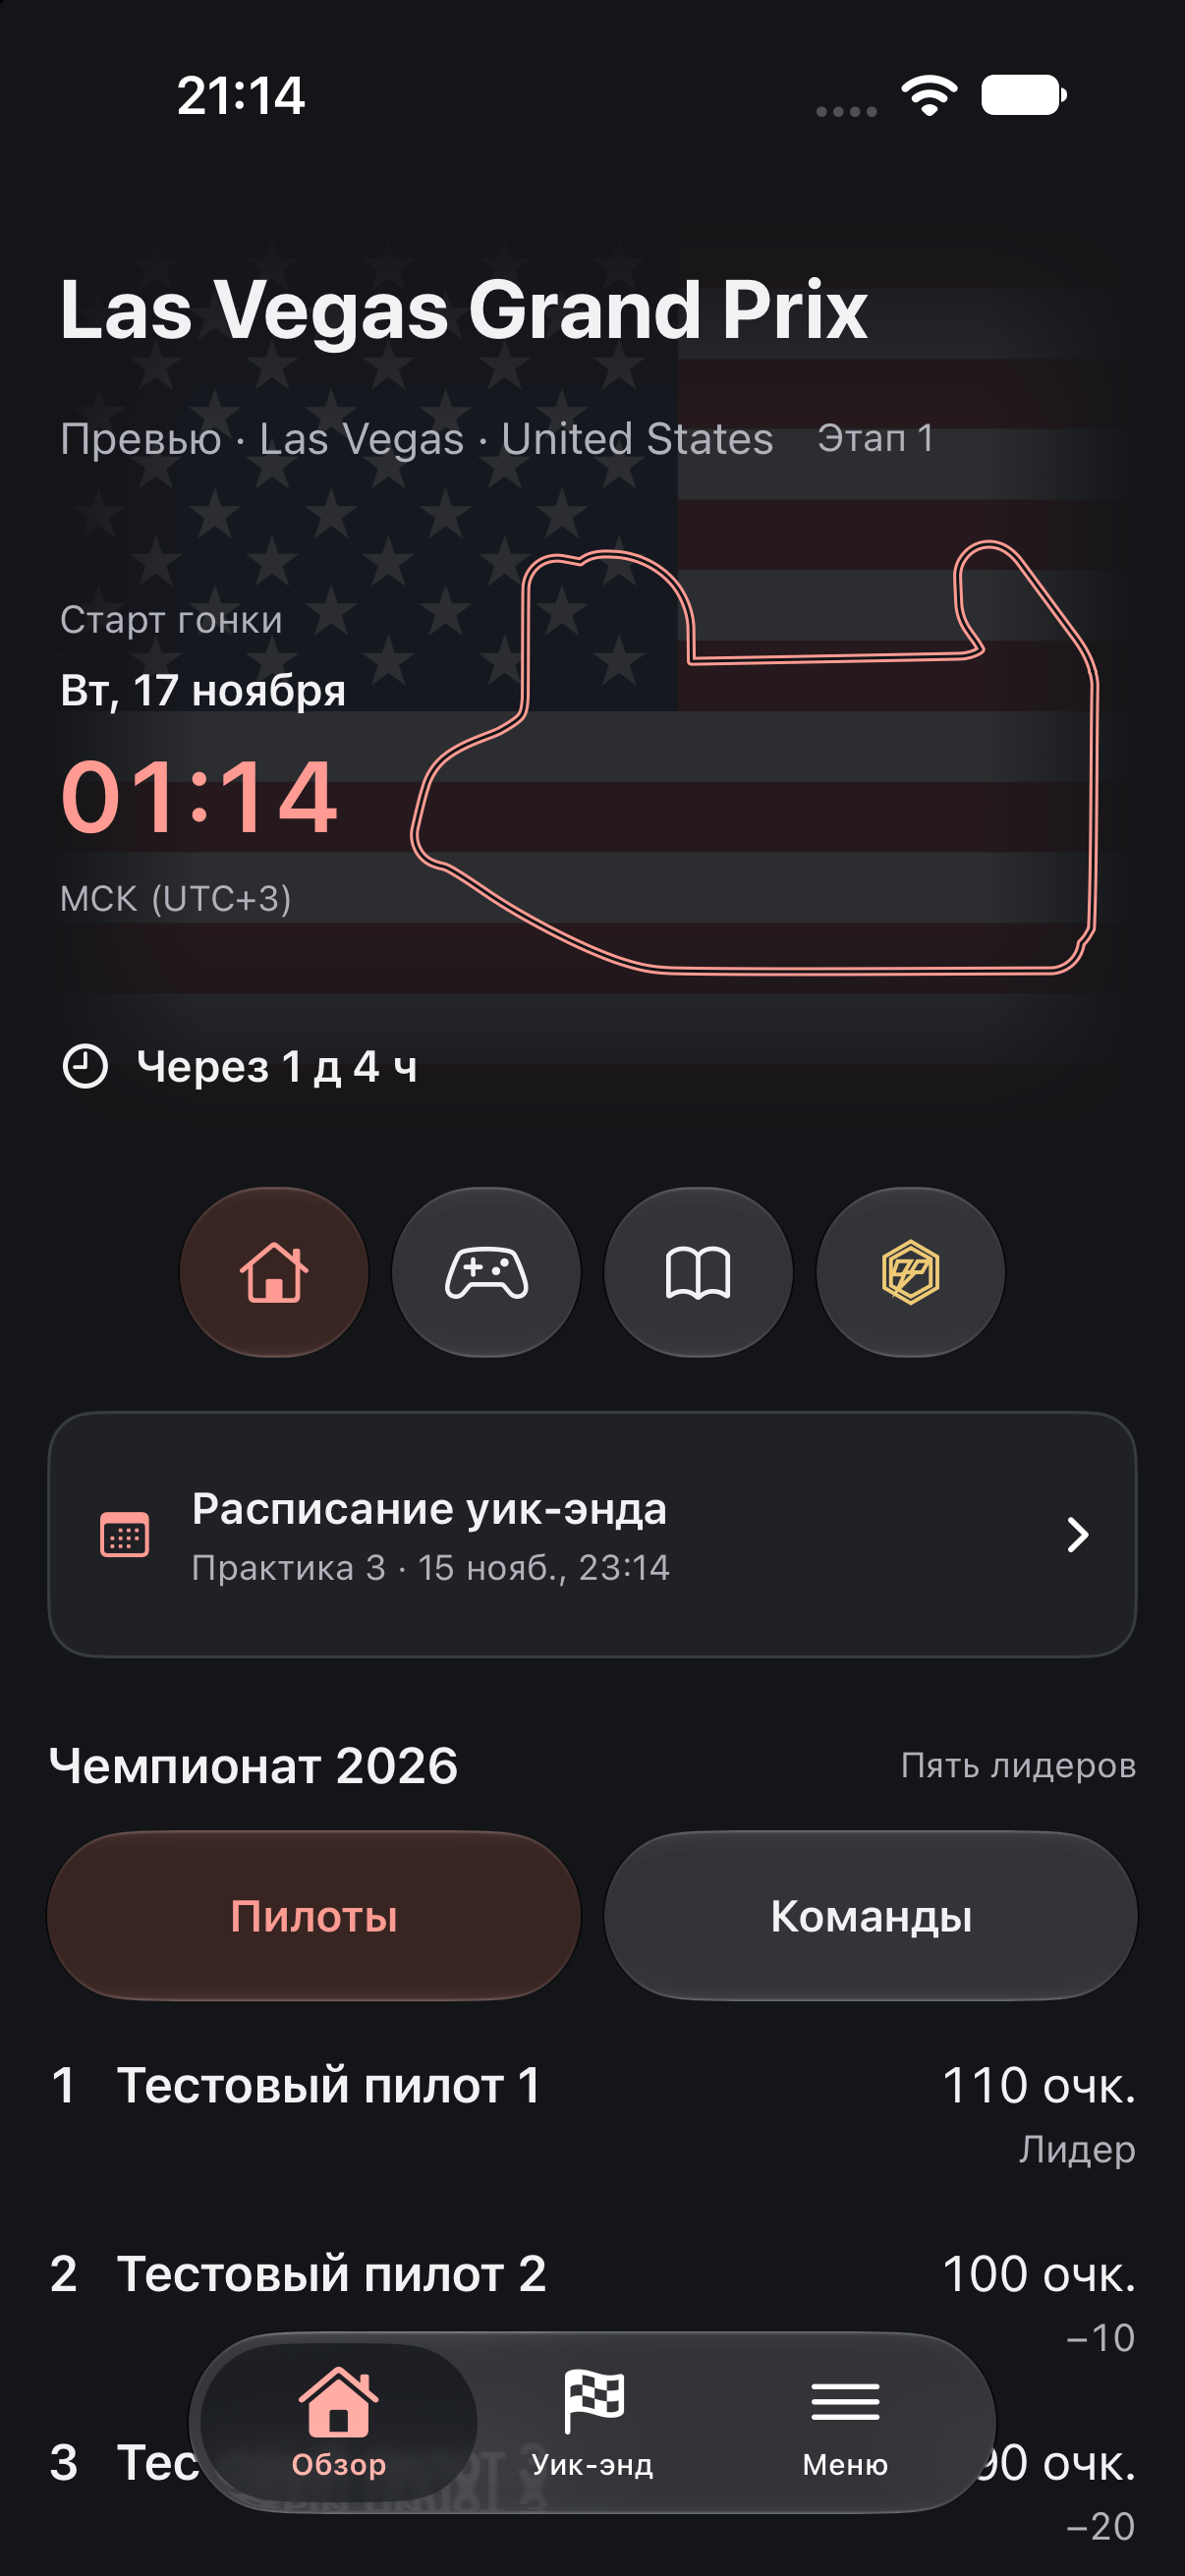 21:14
Las Vegas Grand Prix
Превью · Las Vegas · United States Этап 1
Старт гонки
Вт, 17 ноября
01:14
МСК (UTC+3)
Через 1 д 4 ч
Расписание уик-энда
Практика 3 · 15 нояб., 23:14
Чемпионат 2026 Пять лидеров
Пилоты Команды
1 Тестовый пилот 1 110 очк.
Лидер
2 Тестовый пилот 2 100 очк.
−10
3 Тес 90 очк.
Обзор Уик-энд Меню
−20